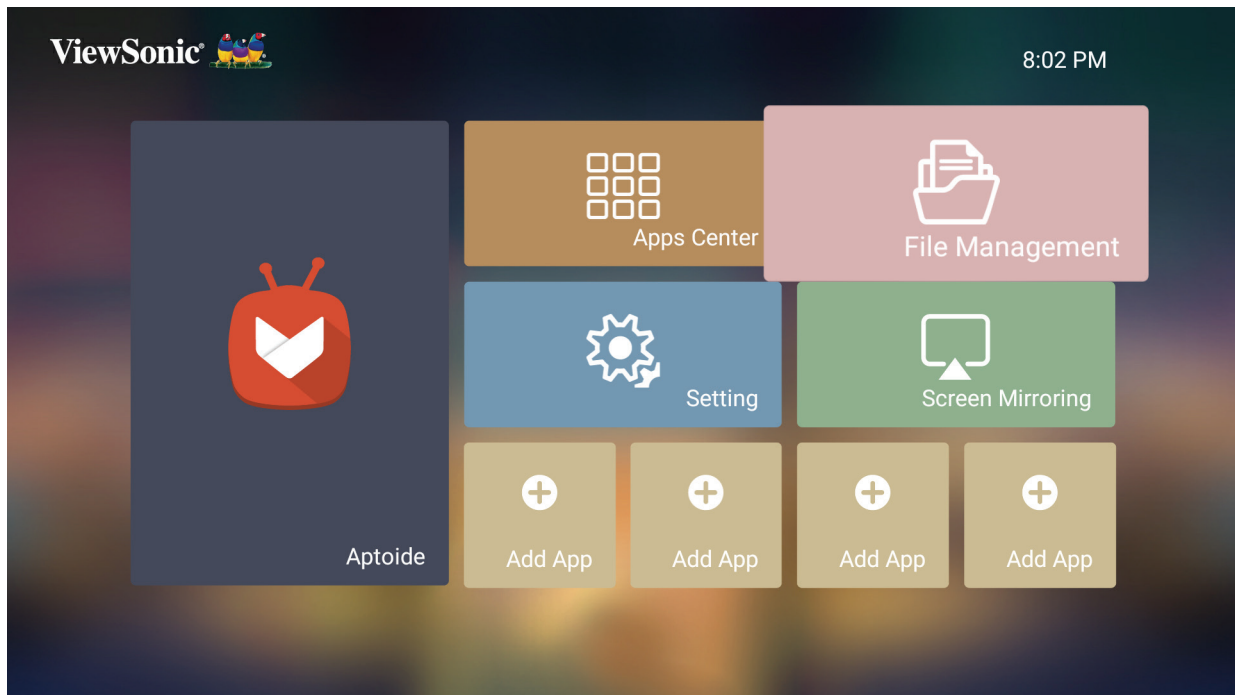 ViewSonic®
8:02 PM
Apps Center
File Management
Setting
Screen Mirroring
Aptoide
Add App
Add App
Add App
Add App